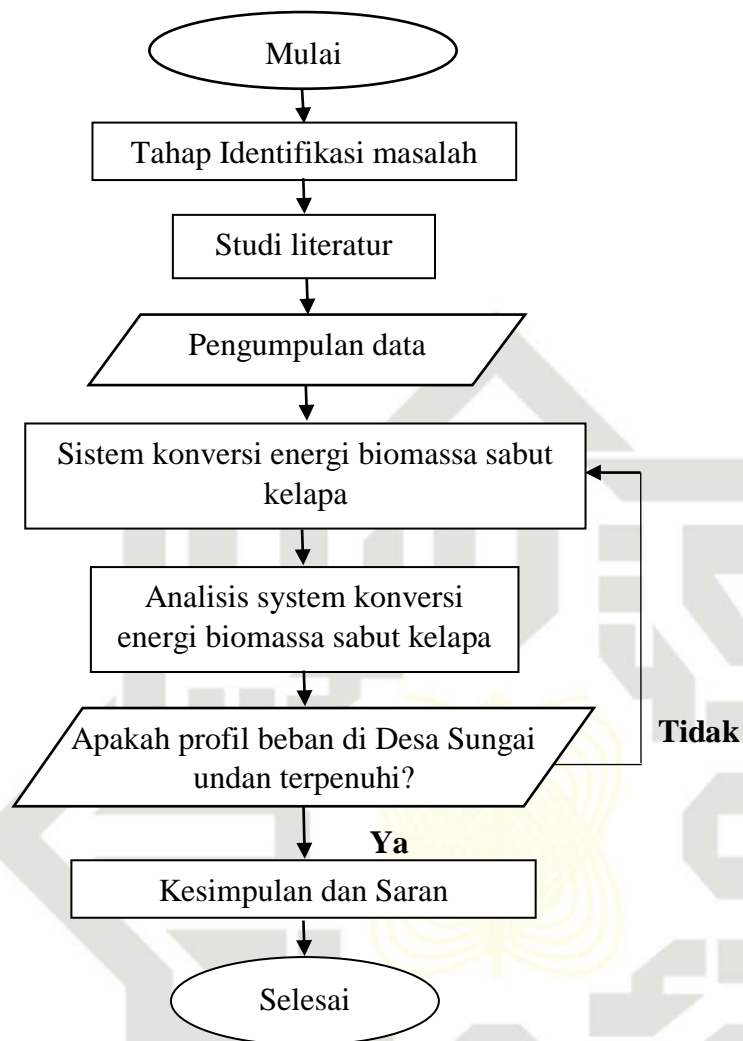 Mulai
Tahap Identifikasi masalah
Studi literatur
Pengumpulan data
Sistem konversi energi biomassa sabut
kelapa
Analisis system konversi
energi biomassa sabut kelapa
Apakah profil beban di Desa Sungai
undan terpenuhi?
Tidak
Ya
Kesimpulan dan Saran
Selesai